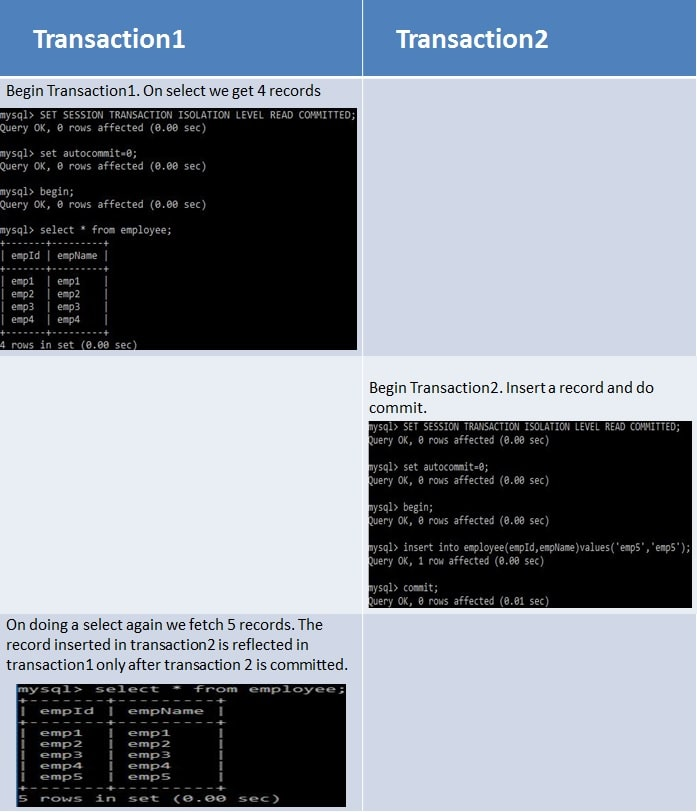 Transaction1
Transaction2
Begin Transaction1. On select we get 4 records
mysql> SET SESSION TRANSACTION ISOLATION LEVEL READ COMMITTED;
Query OK, 0 rows affected (0.00 sec)
mysql> set autocommit=0;
Query OK, 0 rows affected (0.00 sec)
mysql> begin;
Query OK, 0 rows affected (0.00 sec)
mysql> select * from employee;
+-------+---------+
| empId | empName |
+-------+---------+
| emp1 | emp1 |
| emp2 | emp2 |
| emp3 | emp3 |
| emp4 | emp4 |
+-------+---------+
4 rows in set (0.00 sec)
Begin Transaction2. Insert a record and do
commit.
mysql> SET SESSION TRANSACTION ISOLATION LEVEL READ COMMITTED;
Query OK, 0 rows affected (0.00 sec)
mysql> set autocommit=0;
Query OK, 0 rows affected (0.00 sec)
mysql> begin;
Query OK, 0 rows affected (0.00 sec)
mysql> insert into employee(empId,empName)values('emp5','emp5');
Query OK, 1 row affected (0.00 sec)
mysql> commit;
Query OK, 0 rows affected (0.01 sec)
On doing a select again we fetch 5 records. The
record inserted in transaction2 is reflected in
transaction1 only after transaction 2 is committed.
mysql> select * from employee;
+-------+---------+
| empId | empName |
+-------+---------+
| emp1 | emp1 |
| emp2 | emp2 |
| emp3 | emp3 |
| emp4 | emp4 |
| emp5 | emp5 |
+-------+---------+
5 rows in set (0.00 sec)